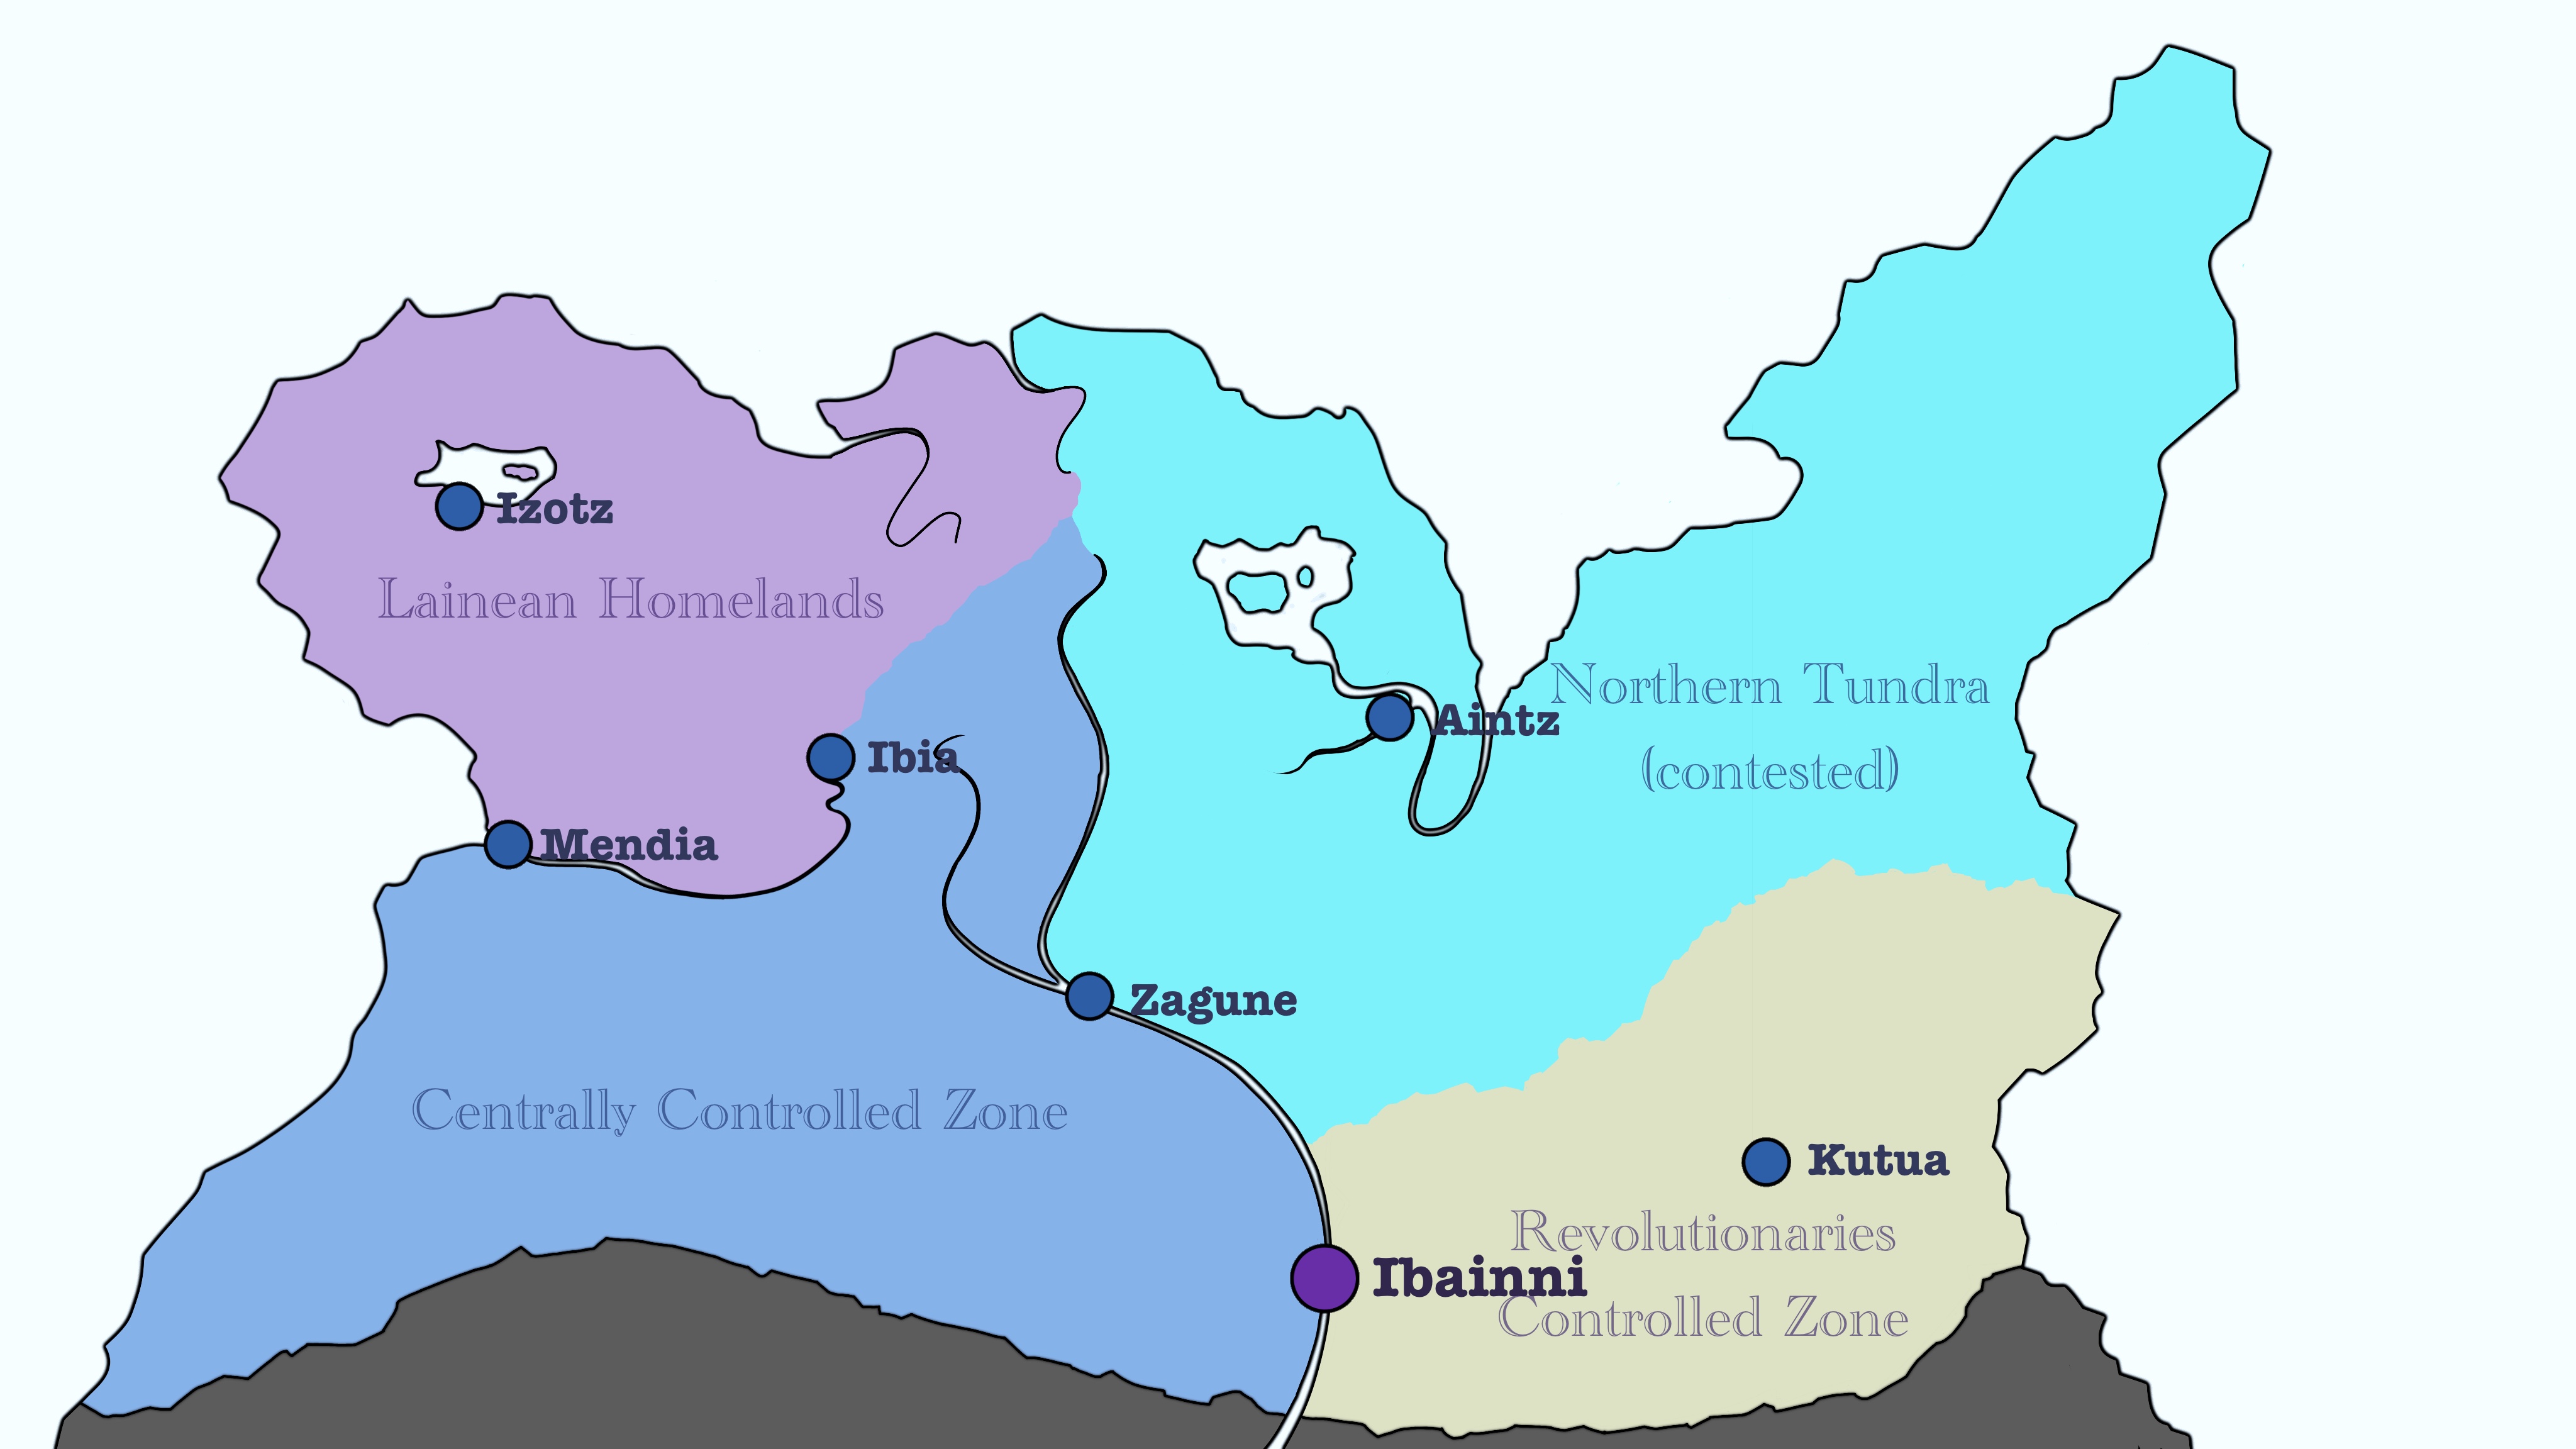 Izotz
Lainean Homelands
Northern Tundra
(contested)
Aintz
Ibia
Mendia
Zagune
Centrally Controlled Zone
Kutua
Revolutionaries
Controlled Zone
Ibainni